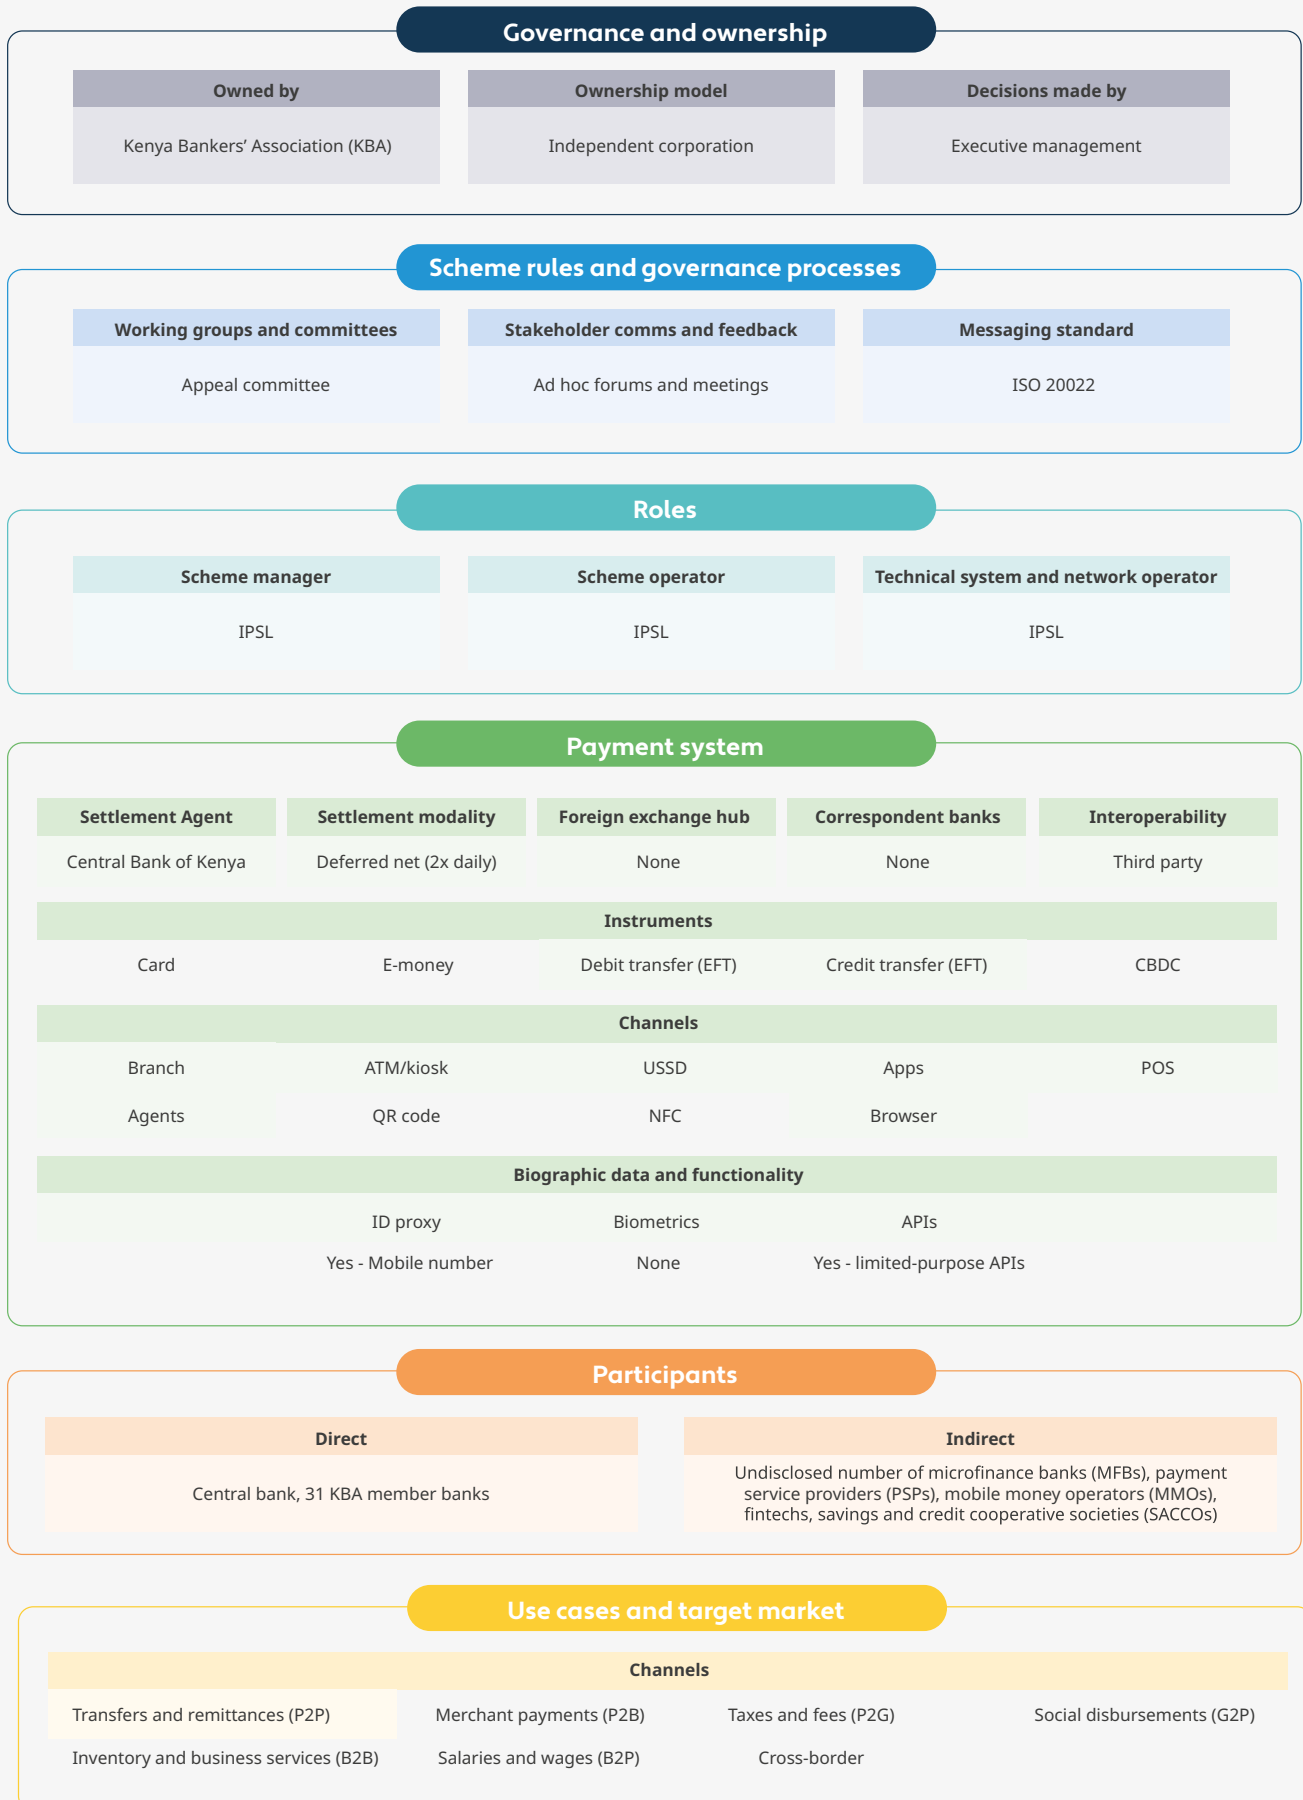 Governance and ownership
Owned by
Ownership model
Decisions made by
Kenya Bankers’ Association (KBA)
Independent corporation
Executive management
Scheme rules and governance processes
Working groups and committees
Stakeholder comms and feedback
Messaging standard
Appeal committee
Ad hoc forums and meetings
ISO 20022
Roles
Scheme manager
Scheme operator
Technical system and network operator
IPSL
IPSL
IPSL
Payment system
Settlement Agent
Settlement modality
Foreign exchange hub
Correspondent banks
Interoperability
Central Bank of Kenya
Deferred net (2x daily)
None
None
Third party
Instruments
Card
E-money
Debit transfer (EFT)
Credit transfer (EFT)
CBDC
Channels
Branch
ATM/kiosk
USSD
Apps
POS
Agents
QR code
NFC
Browser
Biographic data and functionality
ID proxy
Biometrics
APIs
Yes - Mobile number
None
Yes - limited-purpose APIs
Participants
Direct
Indirect
Central bank, 31 KBA member banks
Undisclosed number of microfinance banks (MFBs), payment
service providers (PSPs), mobile money operators (MMOs),
fintechs, savings and credit cooperative societies (SACCOs)
Use cases and target market
Channels
Transfers and remittances (P2P)
Merchant payments (P2B)
Taxes and fees (P2G)
Social disbursements (G2P)
Inventory and business services (B2B)
Salaries and wages (B2P)
Cross-border